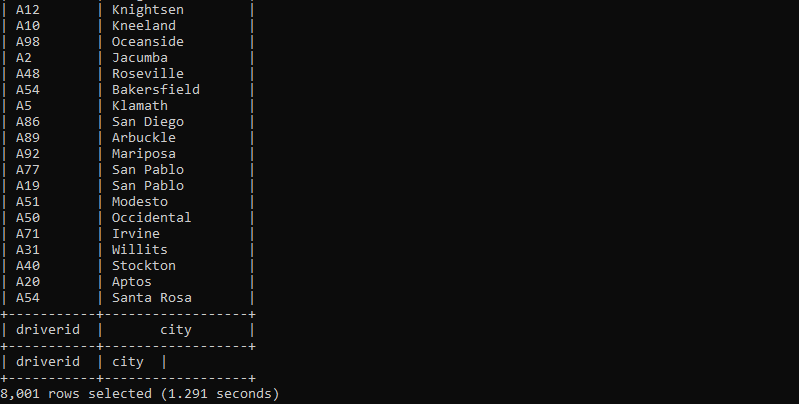 | A12       | Knightsen        |
| A10       | Kneeland         |
| A98       | Oceanside        |
| A2        | Jacumba          |
| A48       | Roseville        |
| A54       | Bakersfield      |
| A5        | Klamath          |
| A86       | San Diego        |
| A89       | Arbuckle         |
| A92       | Mariposa         |
| A77       | San Pablo        |
| A19       | San Pablo        |
| A51       | Modesto          |
| A50       | Occidental       |
| A71       | Irvine           |
| A31       | Willits          |
| A40       | Stockton         |
| A20       | Aptos            |
| A54       | Santa Rosa       |
+-----------+------------------+
| driverid  |       city       |
+-----------+------------------+
| driverid  | city  |
+-----------+------------------+
8,001 rows selected (1.291 seconds)